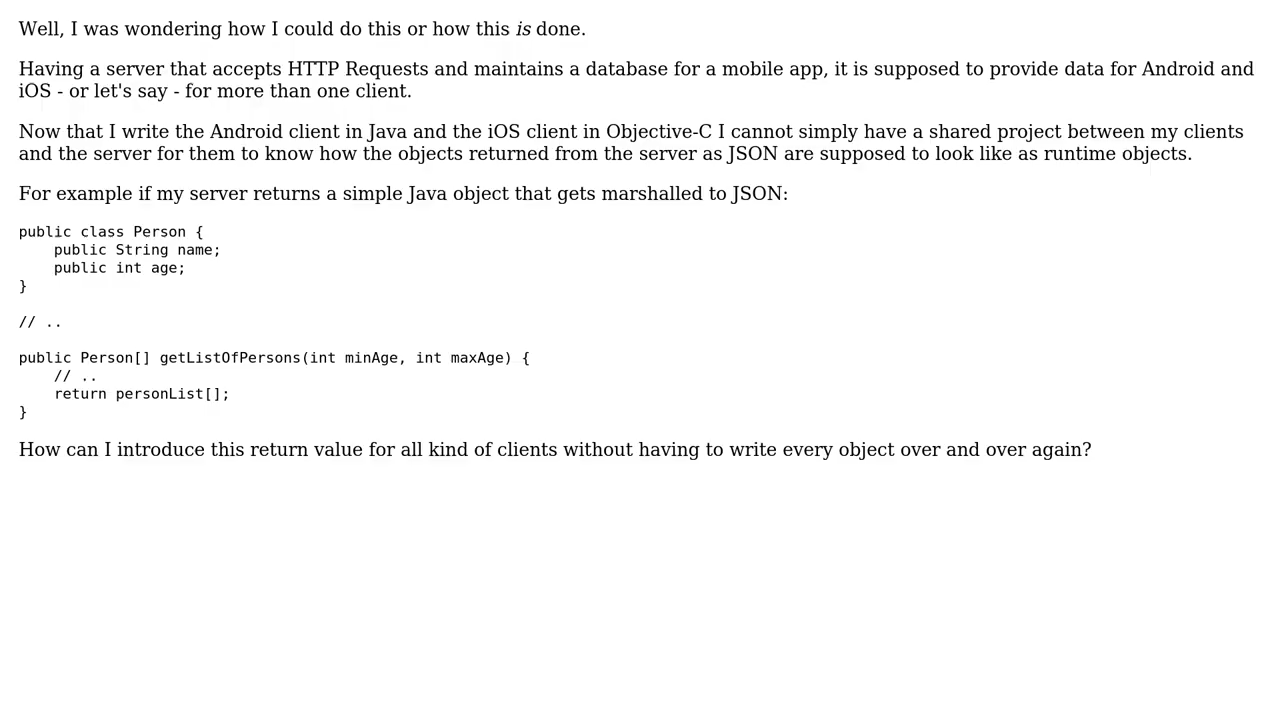 Well, I was wondering how I could do this or how this is done.
Having a server that accepts HTTP Requests and maintains a database for a mobile app, it is supposed to provide data for Android and
iOS - or let's say - for more than one client.
Now that I write the Android client in Java and the iOS client in Objective-C I cannot simply have a shared project between my clients
and the server for them to know how the objects returned from the server as JSON are supposed to look like as runtime objects.
For example if my server returns a simple Java object that gets marshalled to JSON:
public class Person {
    public String name;
    public int age;
}
// ..
public Person[] getListOfPersons(int minAge, int maxAge) {
    // ..
    return personList[];
}
How can I introduce this return value for all kind of clients without having to write every object over and over again?